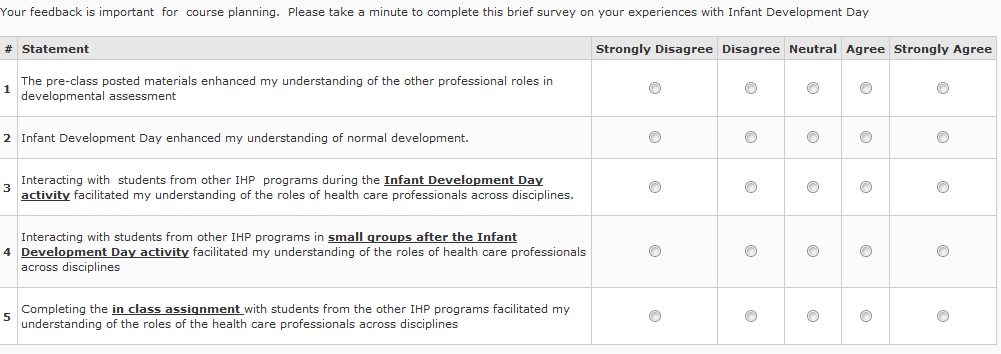 Your feedback is important  for  course planning.  Please take a minute to complete this brief survey on your experiences with Infant Development Day
# Statement Strongly Disagree Disagree Neutral Agree Strongly Agree
1 The pre-class posted materials enhanced my understanding of the other professional roles in
developmental assessment
2 Infant Development Day enhanced my understanding of normal development.
3 Interacting with  students from other IHP  programs during the Infant Development Day
activity facilitated my understanding of the roles of health care professionals across disciplines.
4 Interacting with students from other IHP programs in small groups after the Infant
Development Day activity facilitated my understanding of the roles of health care professionals
across disciplines
5 Completing the in class assignment with students from the other IHP programs facilitated my
understanding of the roles of the health care professionals across disciplines